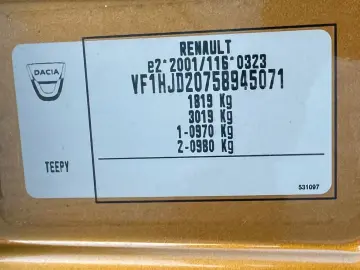 RENAULT
e2*2001/116*0323
VF1HJD20758945071
1819 Kg
3019 Kg
1-0970 Kg
2-0980 Kg
DACIA
TEEPY
531097